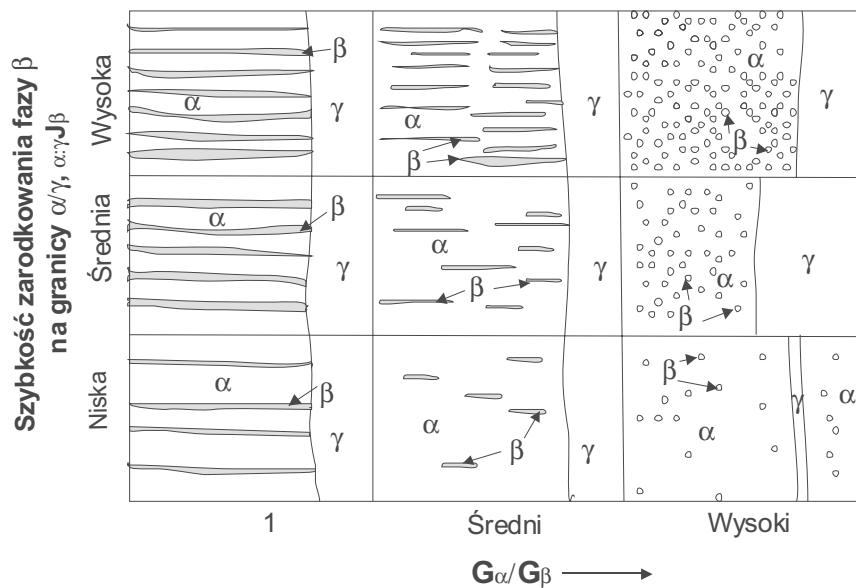 Szybkość zarodkowania fazy β
na granicy α/γ, α:γJβ
Wysoka
β
α
γ
α
β
γ
α
β
γ
Średnia
α
β
γ
α
β
γ
α
β
γ
Niska
α
β
γ
α
β
γ
β
α
γ
α
1
Średni
Wysoki
Gα/Gβ